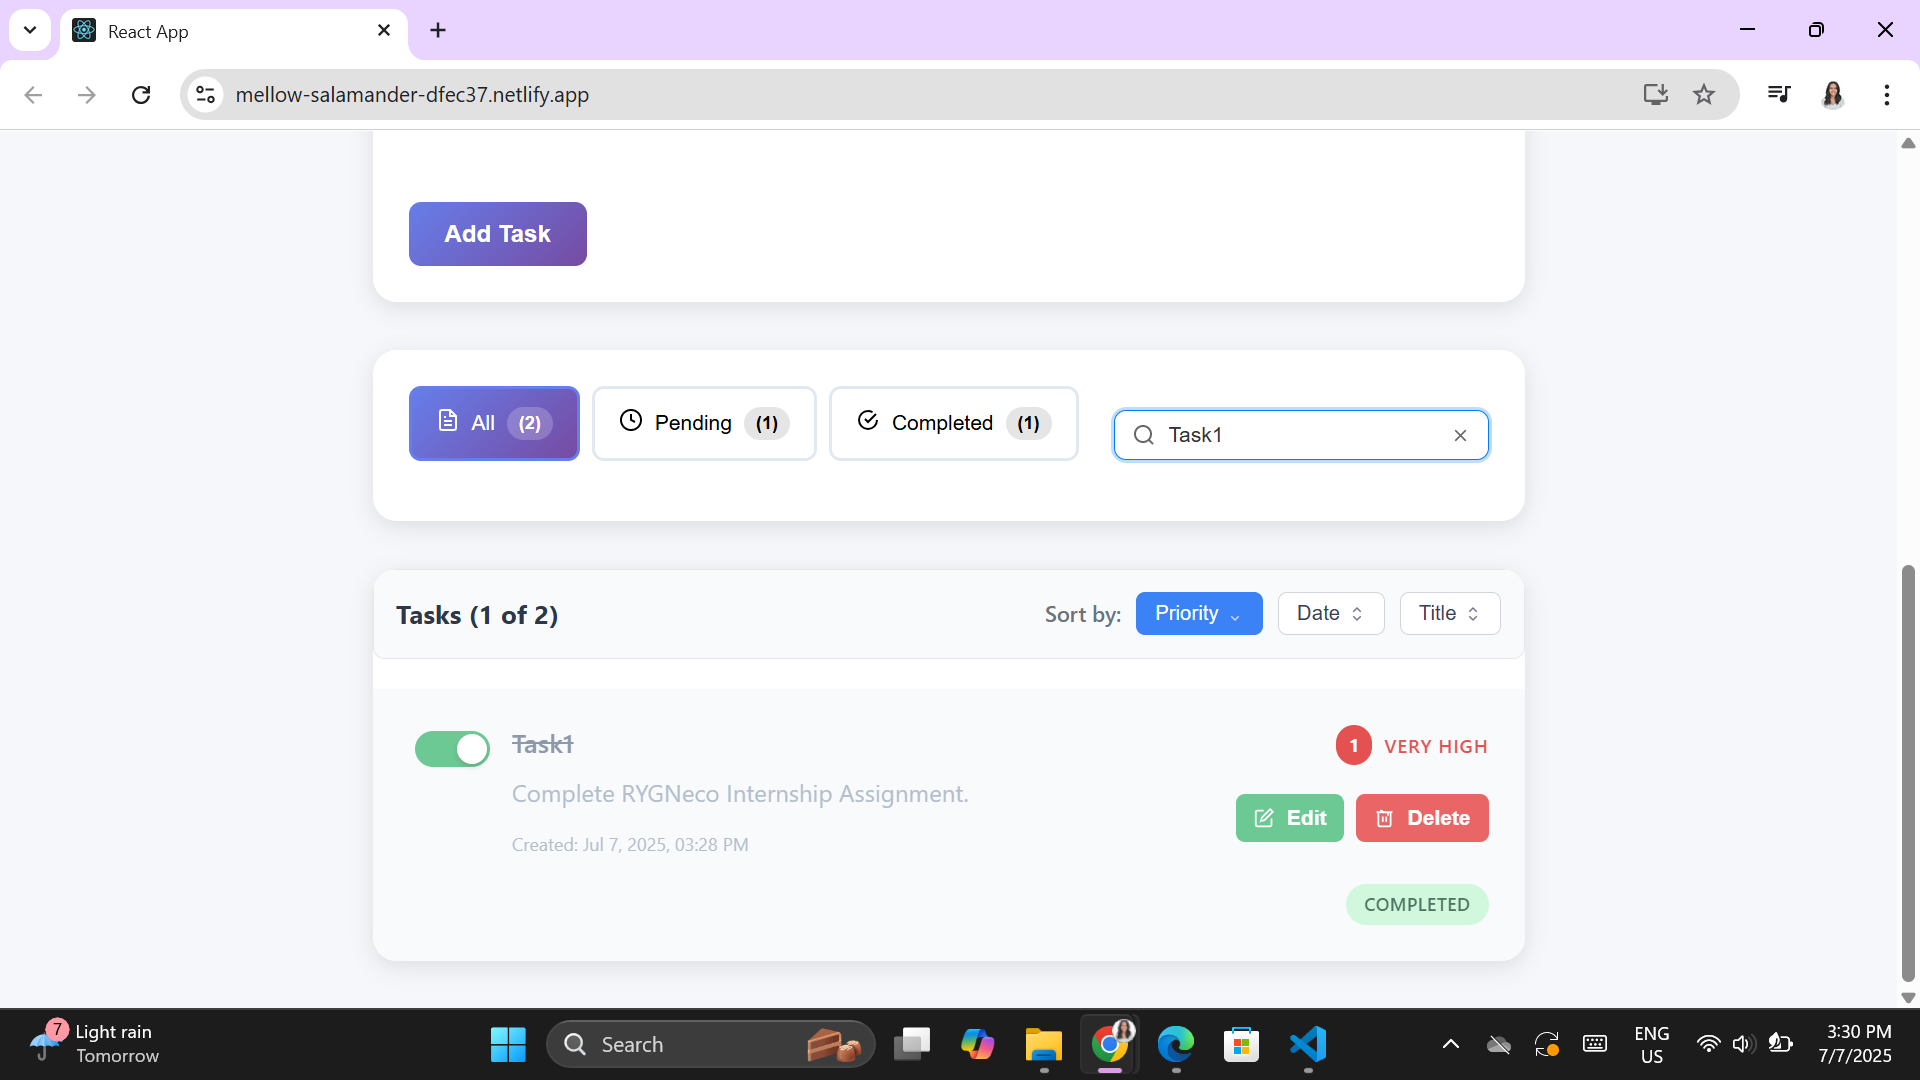 React App
mellow-salamander-dfec37.netlify.app
Add Task
All (2)
Pending (1)
Completed (1)
Task1
Tasks (1 of 2)
Sort by: Priority Date Title
Task1
1 VERY HIGH
Complete RYGNeco Internship Assignment.
Edit Delete
Created: Jul 7, 2025, 03:28 PM
COMPLETED
7
Light rain
Tomorrow
Search
ENG
US
3:30 PM
7/7/2025